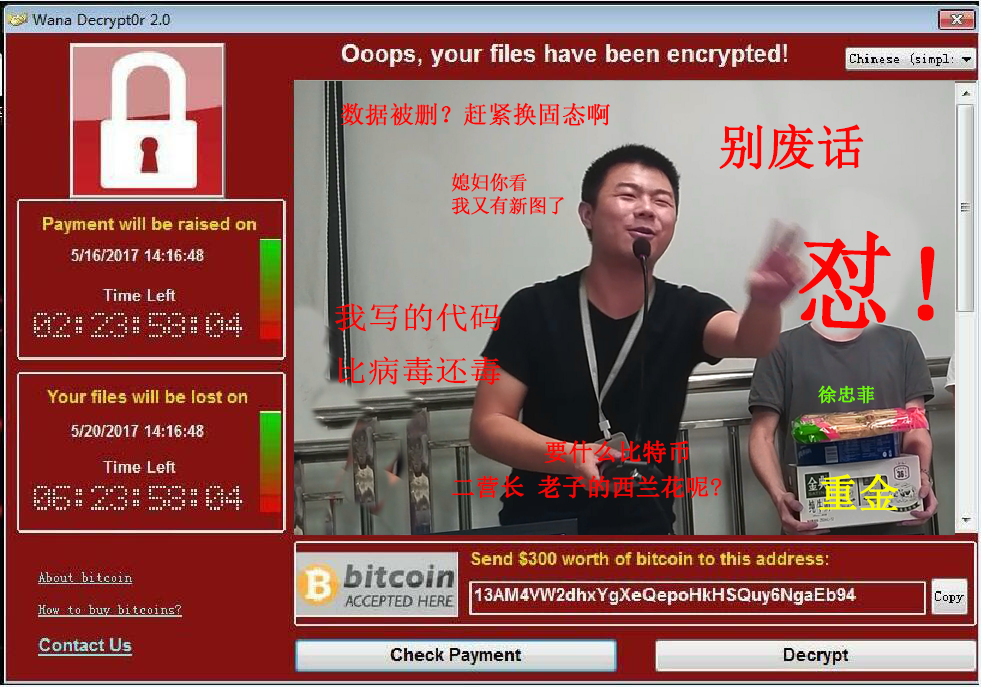 Wana Decrypt0r 2.0
Ooops, your files have been encrypted!
Chinese (simpl:
Payment will be raised on
5/16/2017 14:16:48
Time Left
02:23:58:04
Your files will be lost on
5/20/2017 14:16:48
Time Left
06:23:58:04
About bitcoin
How to buy bitcoins?
Contact Us
数据被删？赶紧换固态啊
别废话
媳妇你看
我又有新图了
怼！
我写的代码
比病毒还毒
徐忠菲
要什么比特币
二营长 老子的西兰花呢？
重金
bitcoin
ACCEPTED HERE
Send $300 worth of bitcoin to this address:
13AM4VW2dhxYgXeQepoHkHSQuy6NgaEb94
Copy
Check Payment
Decrypt